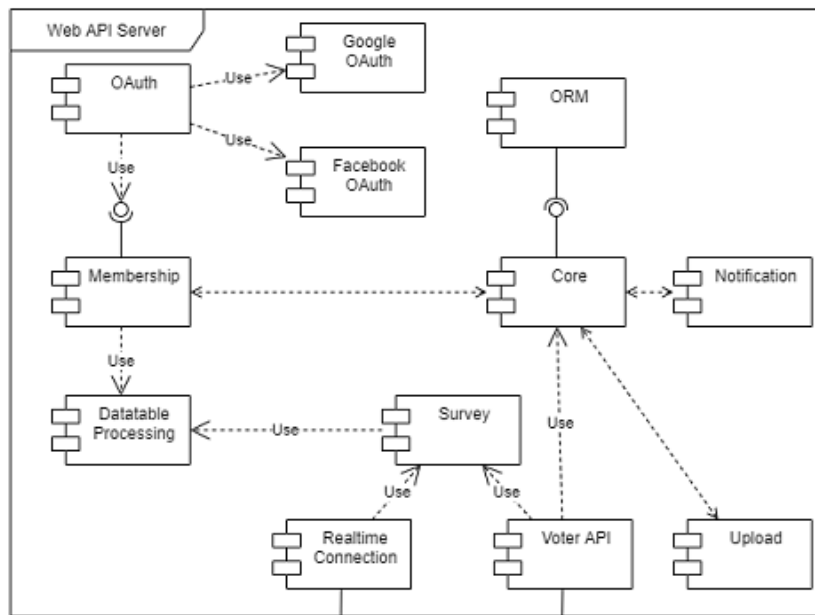 Web API Server
OAuth
Google
OAuth
ORM
Use
Use
Use
Facebook
OAuth
Membership
Core
Notification
Use
Datatable
Processing
Use
Survey
Use
Use
Use
Realtime
Connection
Voter API
Upload